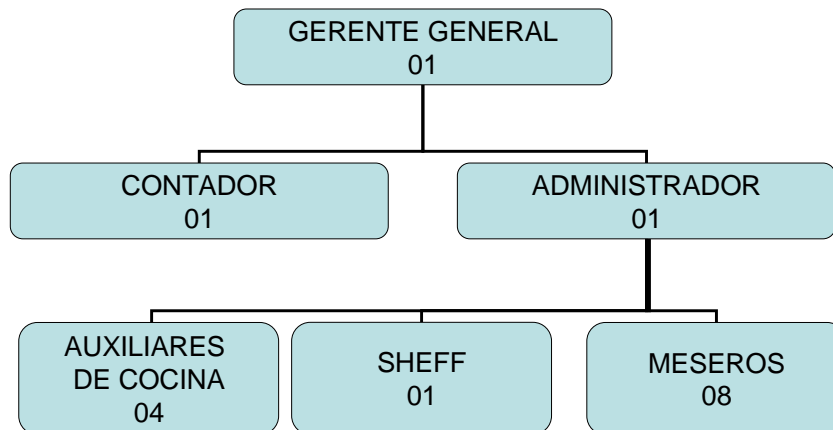 GERENTE GENERAL
01
CONTADOR
01
ADMINISTRADOR
01
AUXILIARES
DE COCINA
04
SHEFF
01
MESEROS
08